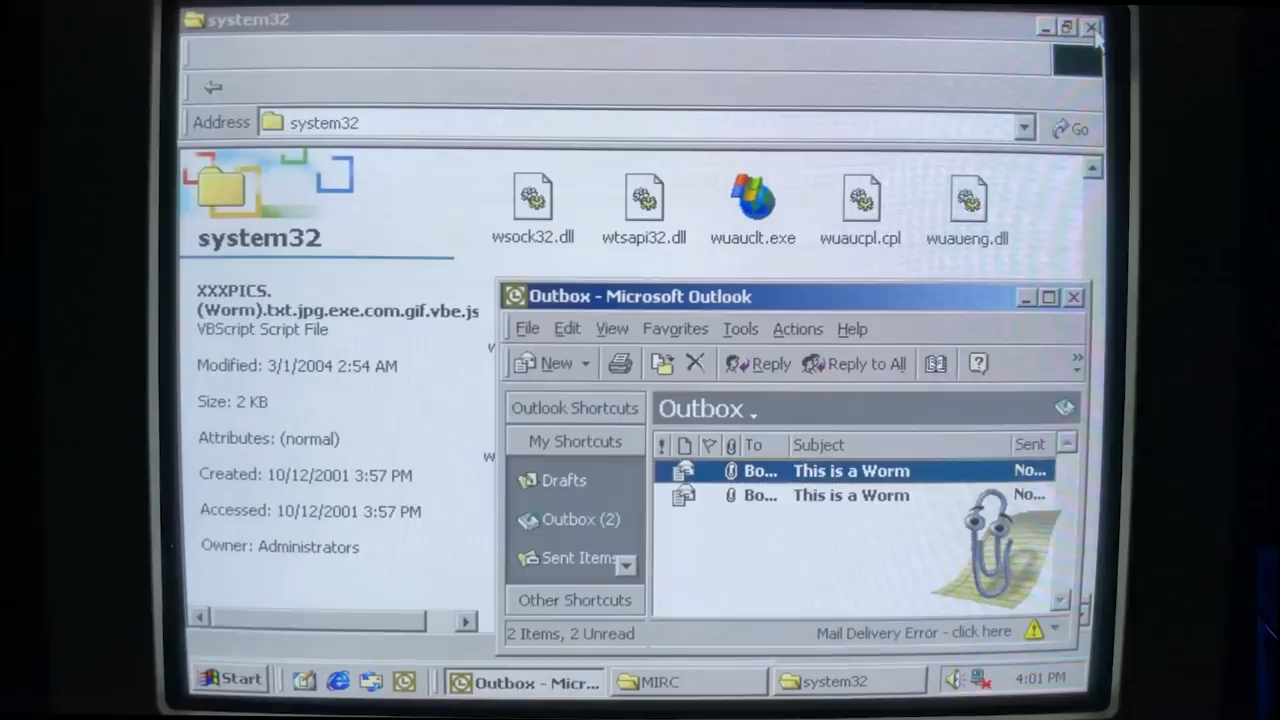 system32
Address system32 Go
wsock32.dll wtsapi32.dll wuauclt.exe wuaucpl.cpl wuaueng.dll
system32
XXXPICS.
(Worm).txt.jpg.exe.com.gif.vbe.js
VBScript Script File
Modified: 3/1/2004 2:54 AM
Size: 2 KB
Attributes: (normal)
Created: 10/12/2001 3:57 PM
Accessed: 10/12/2001 3:57 PM
Owner: Administrators
Outbox - Microsoft Outlook
File Edit View Favorites Tools Actions Help
New Reply Reply to All
Outlook Shortcuts
My Shortcuts
Drafts
Outbox (2)
Sent Items
Other Shortcuts
Outbox
! To Subject Sent
Bo... This is a Worm No...
Bo... This is a Worm No...
2 Items, 2 Unread Mail Delivery Error - click here
Start Outbox - Micr... MIRC system32 4:01 PM